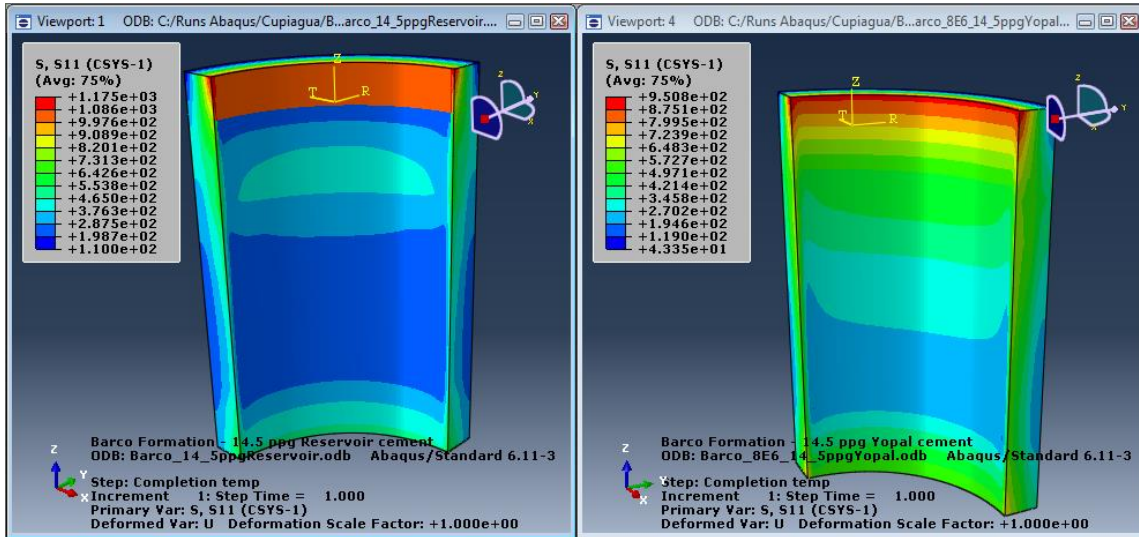 Viewport: 1 ODB: C:/Runs Abaqus/Cupiagua/B...arco_14_5ppgReservoir....
S, S11 (CSYS-1)
(Avg: 75%)
+1.175e+03
+1.086e+03
+9.976e+02
+9.089e+02
+8.201e+02
+7.313e+02
+6.426e+02
+5.538e+02
+4.650e+02
+3.763e+02
+2.875e+02
+1.987e+02
+1.100e+02
Z
T
R
Z
Y
X
Barco Formation - 14.5 ppg Reservoir cement
ODB: Barco_14_5ppgReservoir.odb Abaqus/Standard 6.11-3
Z
Y
X
Step: Completion temp
Increment 1: Step Time = 1.000
Primary Var: S, S11 (CSYS-1)
Deformed Var: U Deformation Scale Factor: +1.000e+00
Viewport: 4 ODB: C:/Runs Abaqus/Cupiagua/B...arco_8E6_14_5ppgYopal....
S, S11 (CSYS-1)
(Avg: 75%)
+9.508e+02
+8.751e+02
+7.995e+02
+7.239e+02
+6.483e+02
+5.727e+02
+4.971e+02
+4.214e+02
+3.458e+02
+2.702e+02
+1.946e+02
+1.190e+02
+4.335e+01
Z
T
R
Z
Y
X
Barco Formation - 14.5 ppg Yopal cement
ODB: Barco_8E6_14_5ppgYopal.odb Abaqus/Standard 6.11-3
Z
Y
X
Step: Completion temp
Increment 1: Step Time = 1.000
Primary Var: S, S11 (CSYS-1)
Deformed Var: U Deformation Scale Factor: +1.000e+00